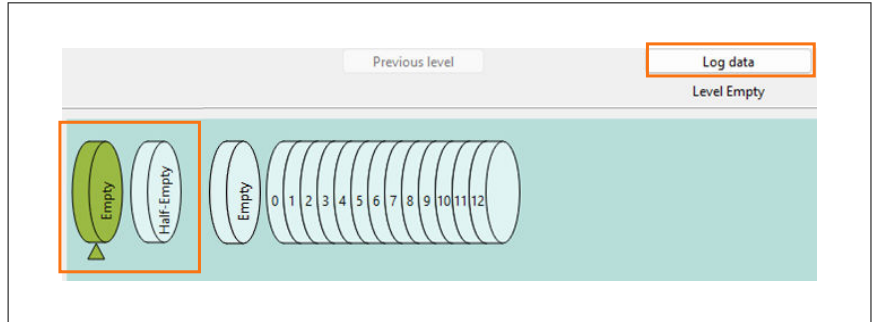 Previous level
Log data
Level Empty
Empty
Half-Empty
Empty
0 1 2 3 4 5 6 7 8 9 10 11 12